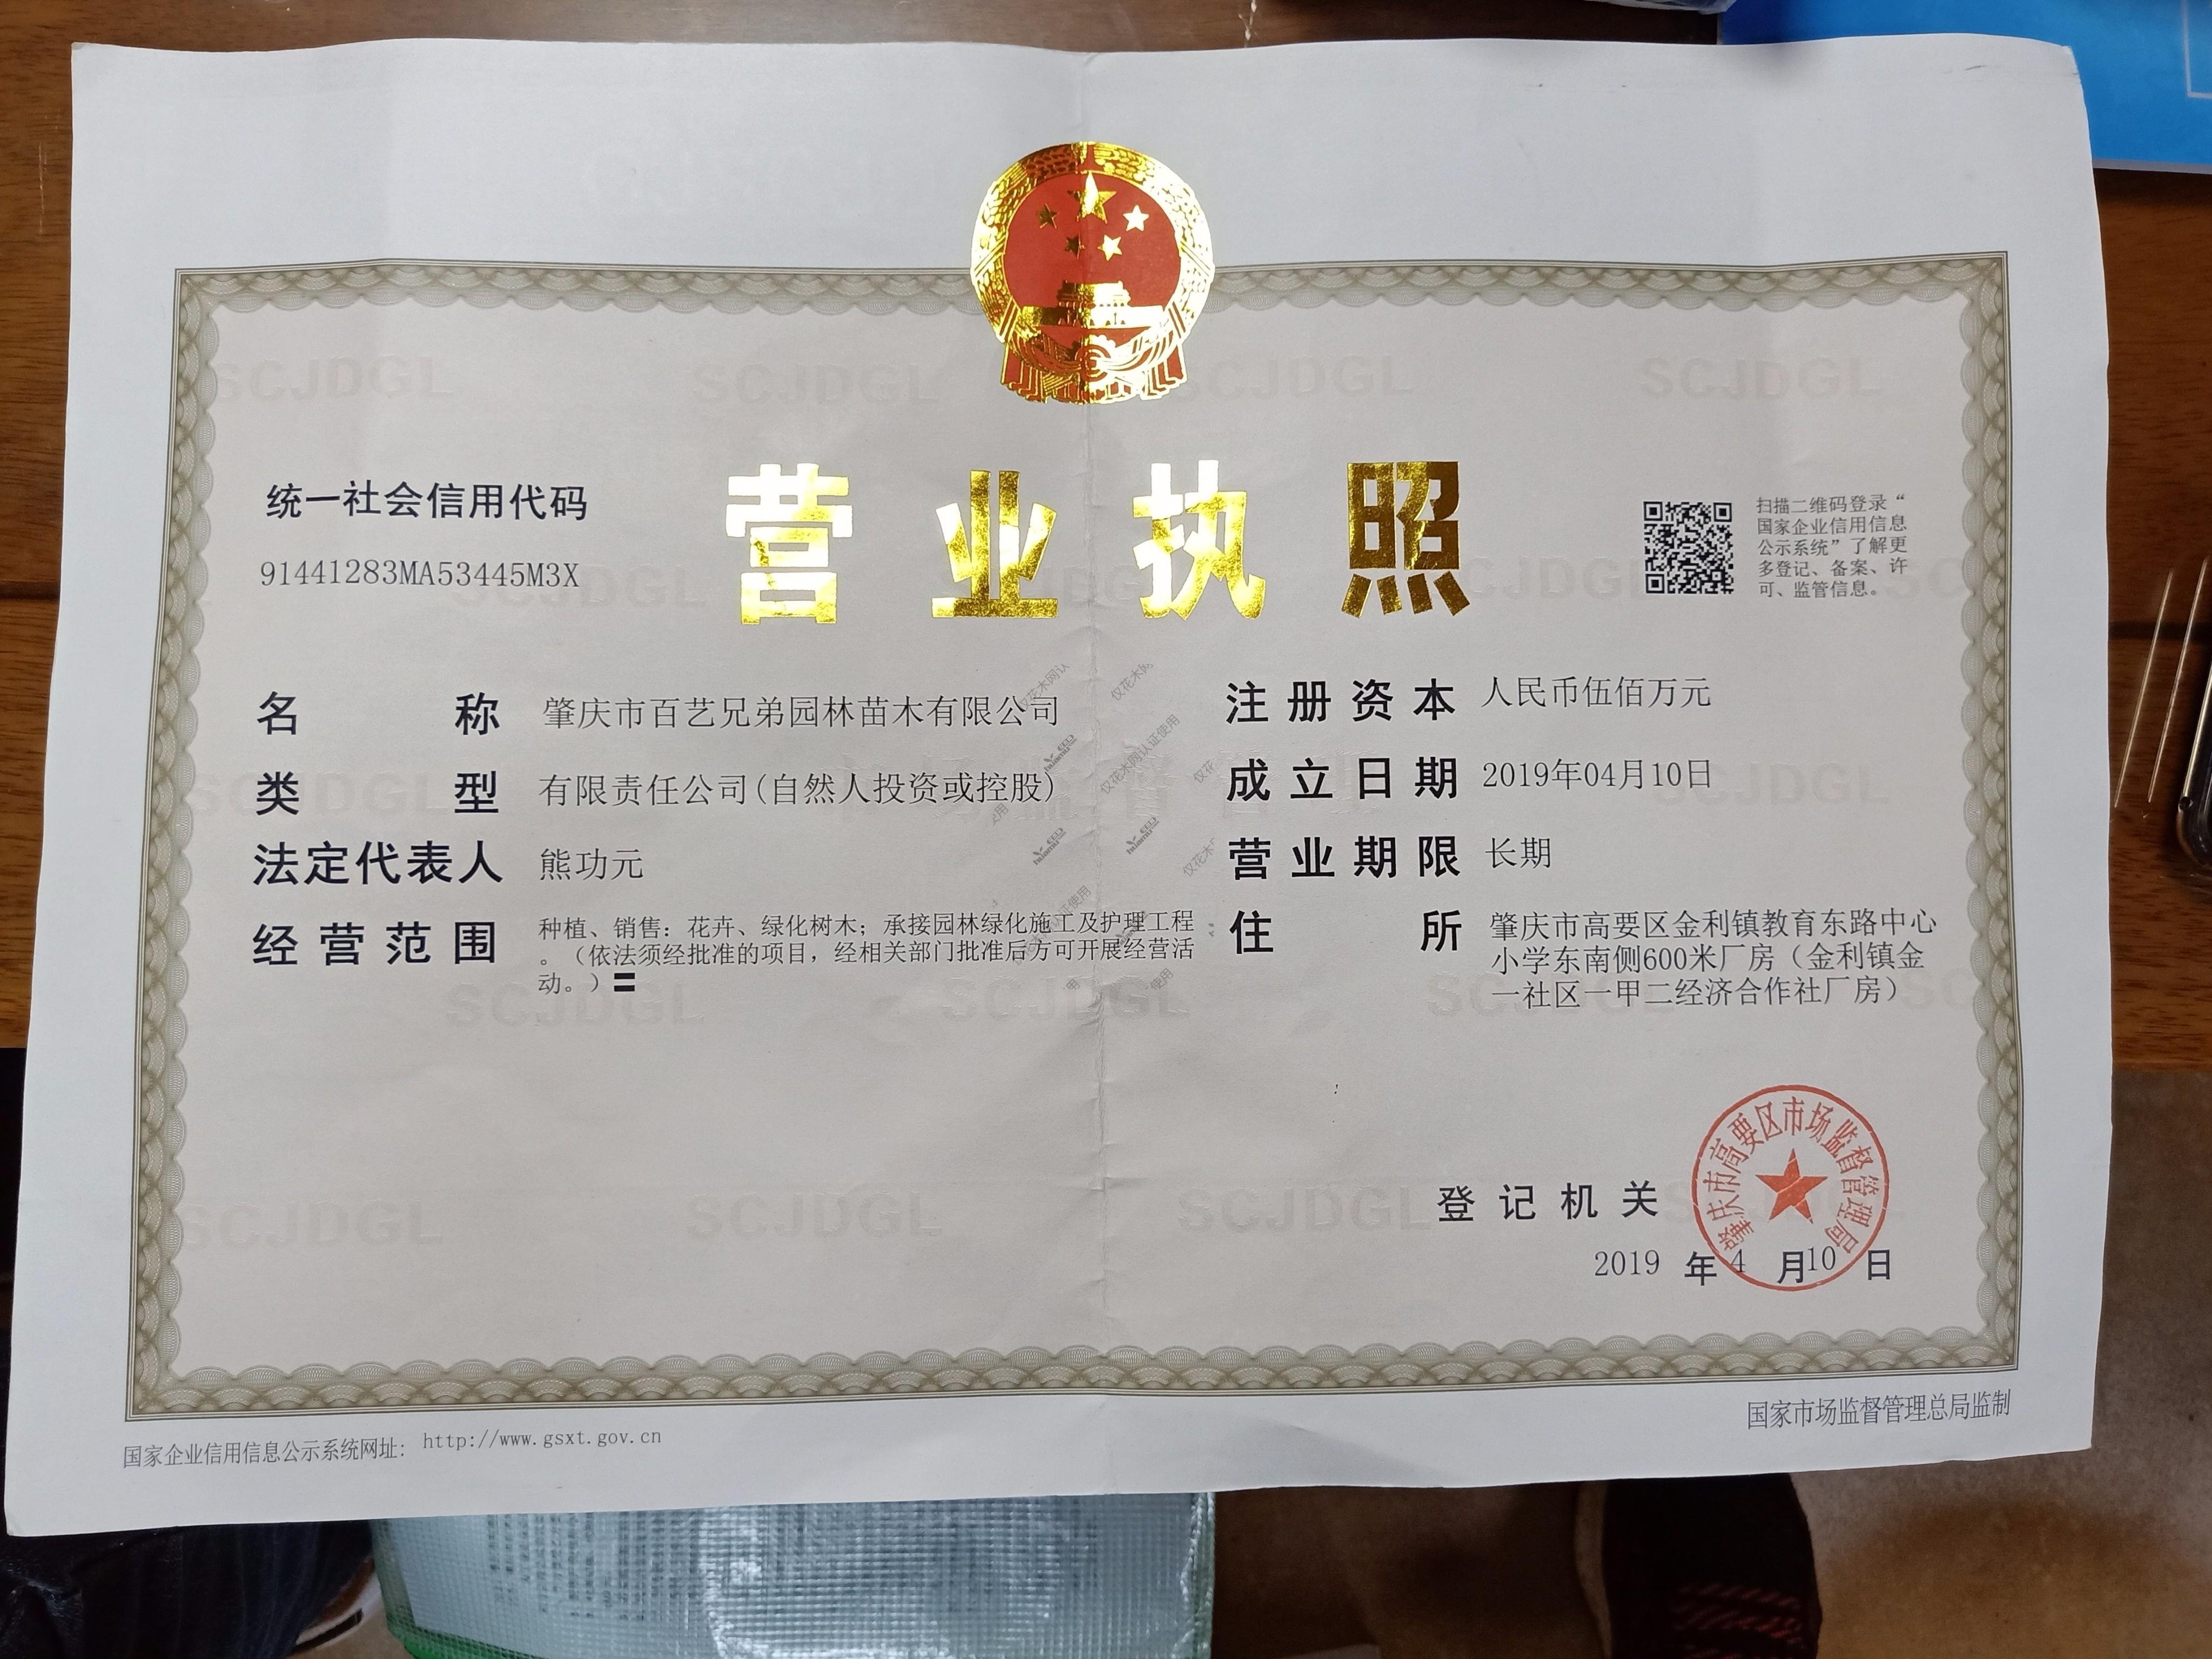 营业执照
统一社会信用代码
91441283MA53445M3X
扫描二维码登录“
国家企业信用信息
公示系统”了解更
多登记、备案、许
可、监管信息。
名称 肇庆市百艺兄弟园林苗木有限公司
类型 有限责任公司(自然人投资或控股)
法定代表人 熊功元
经营范围 种植、销售：花卉、绿化树木；承接园林绿化施工及护理工程
。（依法须经批准的项目，经相关部门批准后方可开展经营活
动。）〓
注册资本 人民币伍佰万元
成立日期 2019年04月10日
营业期限 长期
住所 肇庆市高要区金利镇教育东路中心
小学东南侧600米厂房（金利镇金
一社区一甲二经济合作社厂房）
登记机关
肇庆市高要区市场监督管理局
2019 年 4 月 10 日
国家企业信用信息公示系统网址： http://www.gsxt.gov.cn
国家市场监督管理总局监制
SCJDGL
仅花木网认证使用